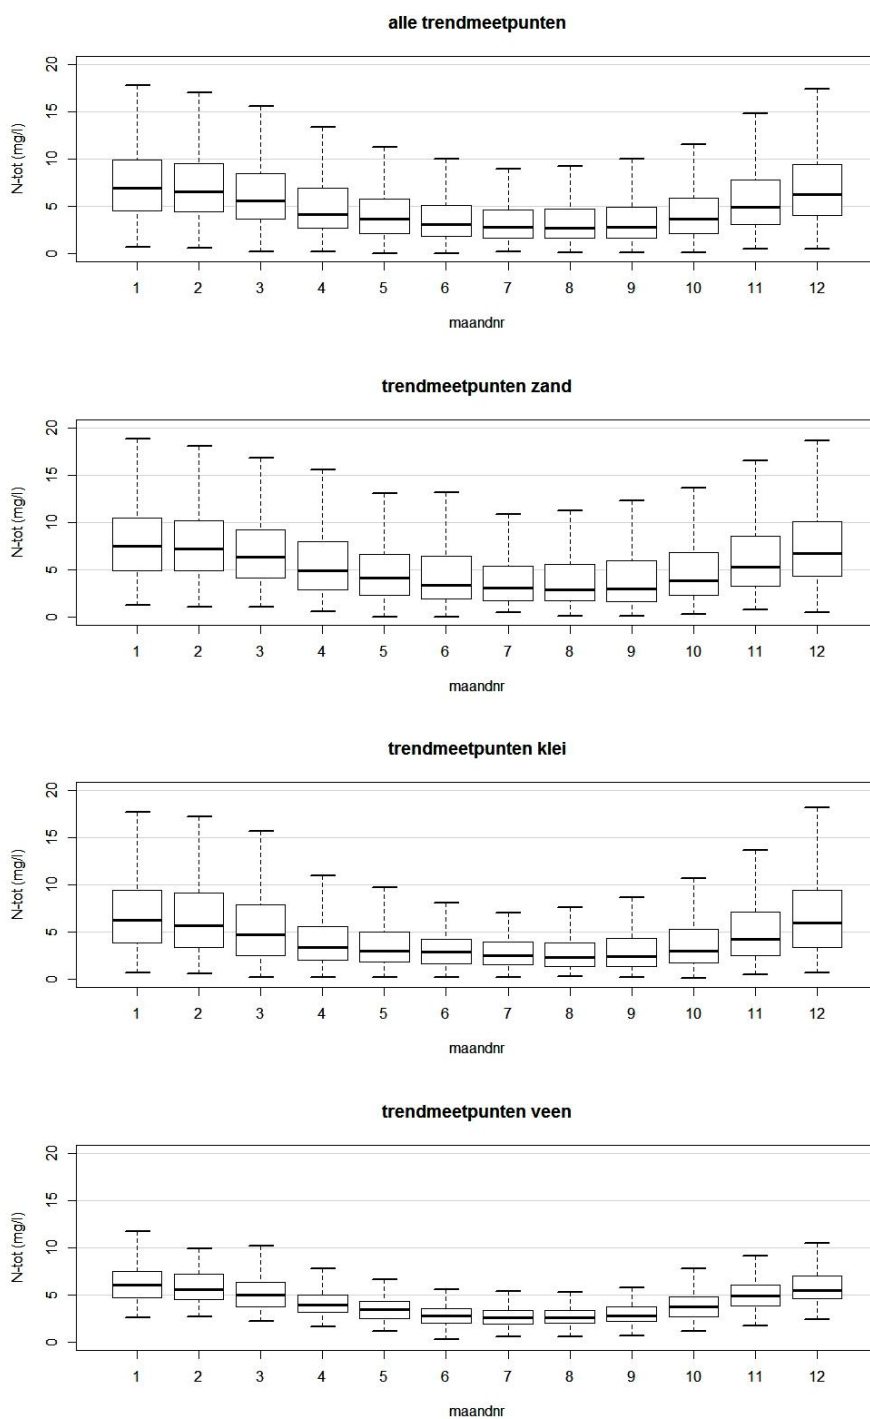 alle trendmeetpunten
20
15
10
5
0
N-tot (mg/l)
1 2 3 4 5 6 7 8 9 10 11 12
maandnr
trendmeetpunten zand
20
15
10
5
0
N-tot (mg/l)
1 2 3 4 5 6 7 8 9 10 11 12
maandnr
trendmeetpunten klei
20
15
10
5
0
N-tot (mg/l)
1 2 3 4 5 6 7 8 9 10 11 12
maandnr
trendmeetpunten veen
20
15
10
5
0
N-tot (mg/l)
1 2 3 4 5 6 7 8 9 10 11 12
maandnr